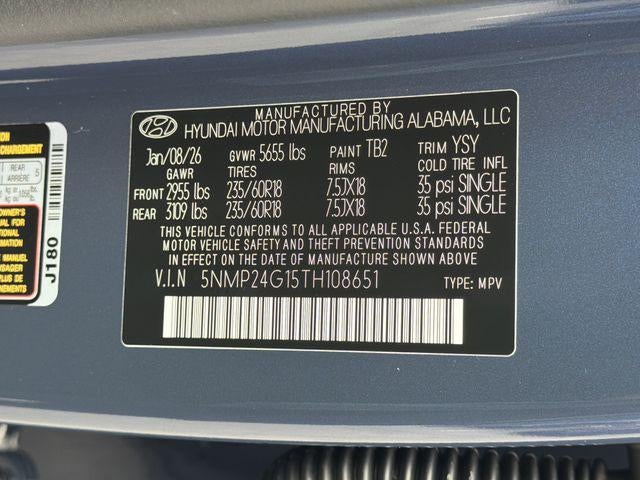 MANUFACTURED BY
HYUNDAI MOTOR MANUFACTURING ALABAMA, LLC
Jan/08/26 GVWR 5655 lbs PAINT TB2 TRIM YSY
GAWR TIRES RIMS COLD TIRE INFL
FRONT 2955 lbs 235/60R18 7.5JX18 35 psi SINGLE
REAR 3109 lbs 235/60R18 7.5JX18 35 psi SINGLE
THIS VEHICLE CONFORMS TO ALL APPLICABLE U.S.A. FEDERAL
MOTOR VEHICLE SAFETY AND THEFT PREVENTION STANDARDS
IN EFFECT ON THE DATE OF MANUFACTURE SHOWN ABOVE.
V.I.N 5NMP24G15TH108651 TYPE: MPV
REAR
ARRIÈRE 5
J180